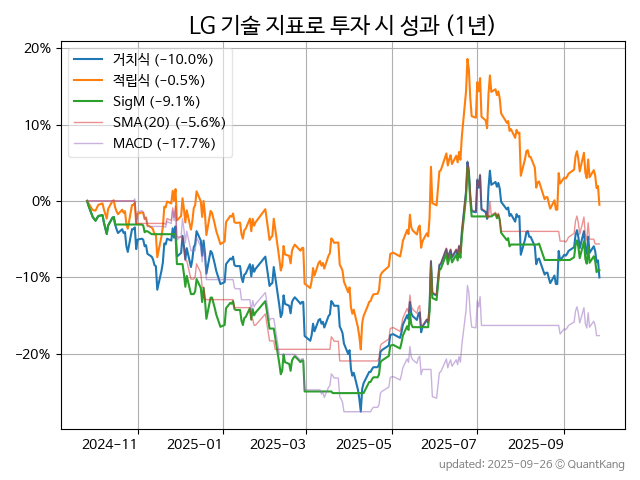 LG 기술 지표로 투자 시 성과 (1년)
20%
10%
0%
−10%
−20%
거치식 (−10.0%)
적립식 (−0.5%)
SigM (−9.1%)
SMA(20) (−5.6%)
MACD (−17.7%)
2024-11
2025-01
2025-03
2025-05
2025-07
2025-09
updated: 2025-09-26 © QuantKang